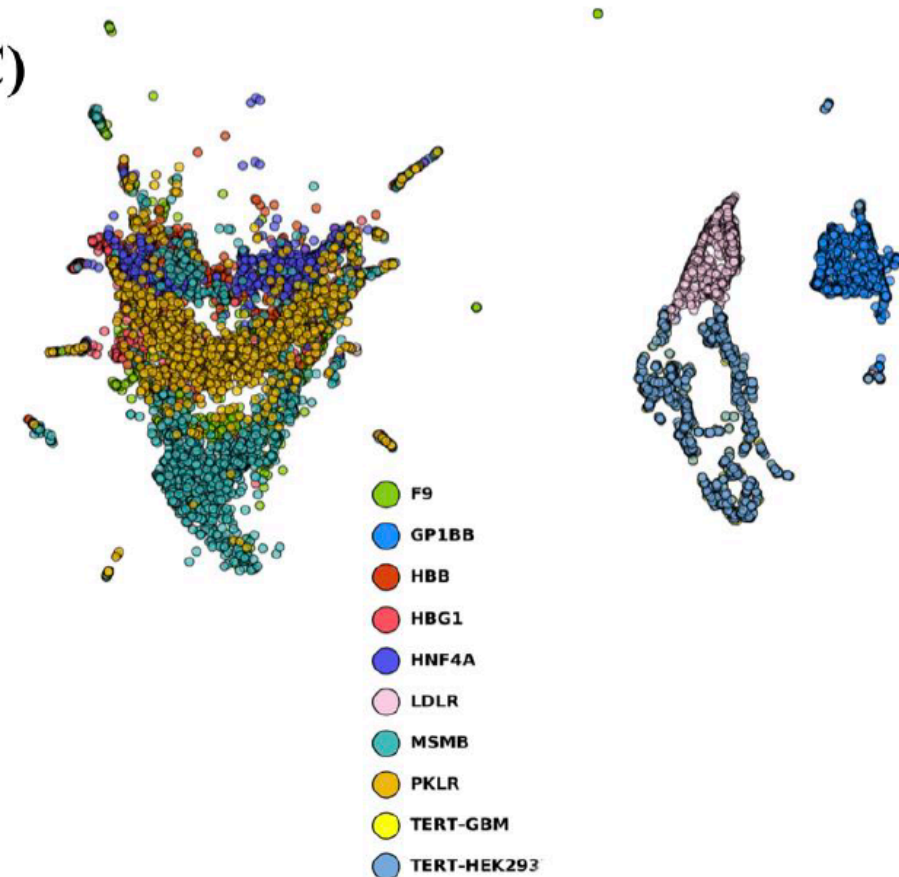 C)
F9
GP1BB
HBB
HBG1
HNF4A
LDLR
MSMB
PKLR
TERT-GBM
TERT-HEK293